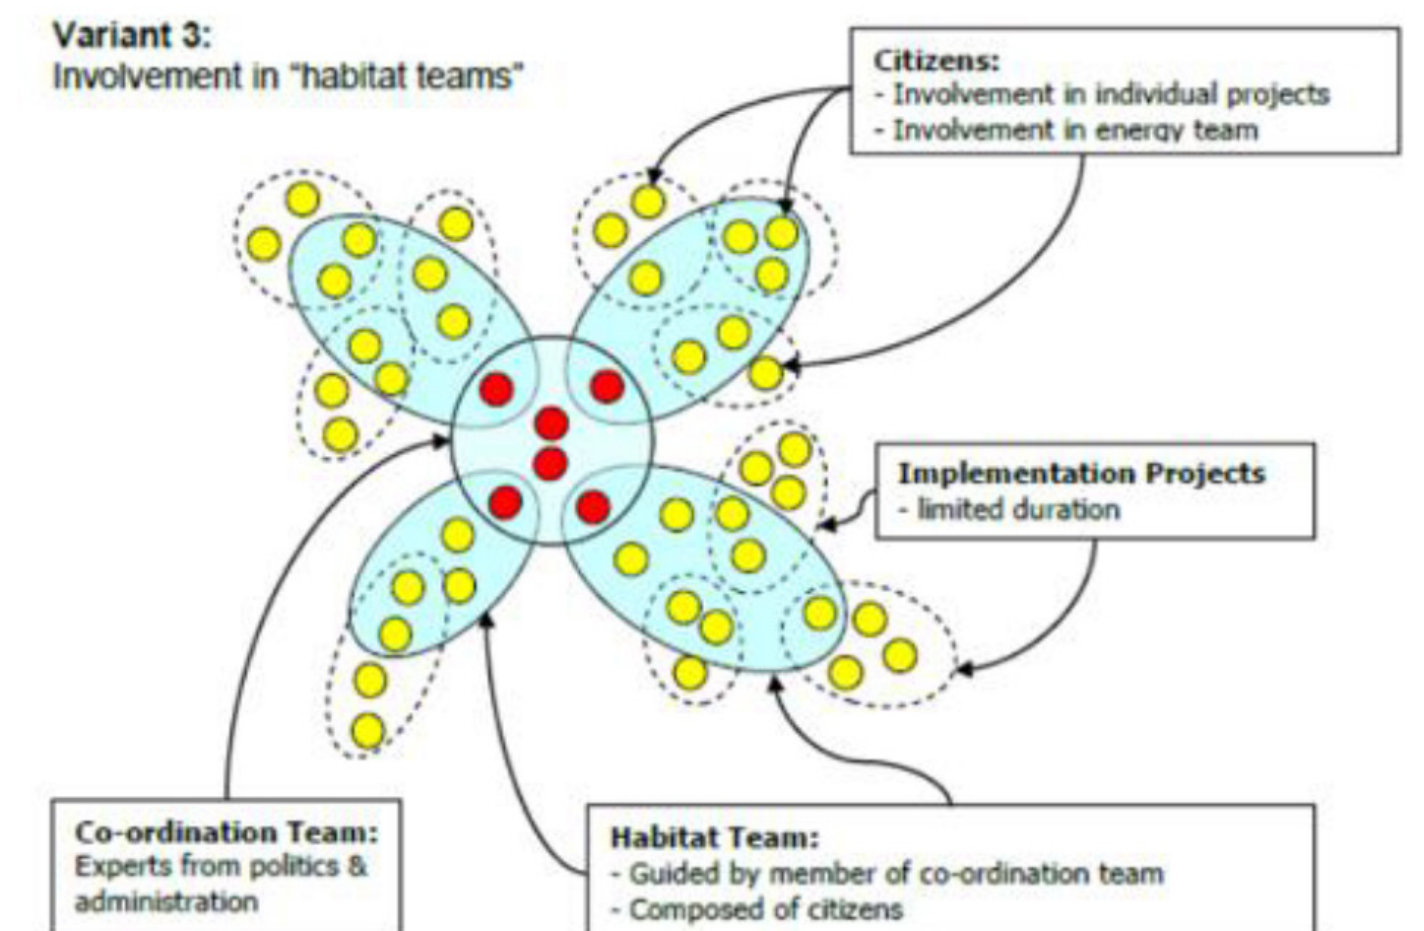 Variant 3:
Involvement in “habitat teams”
Citizens:
- Involvement in individual projects
- Involvement in energy team
Implementation Projects
- limited duration
Co-ordination Team:
Experts from politics &
administration
Habitat Team:
- Guided by member of co-ordination team
- Composed of citizens